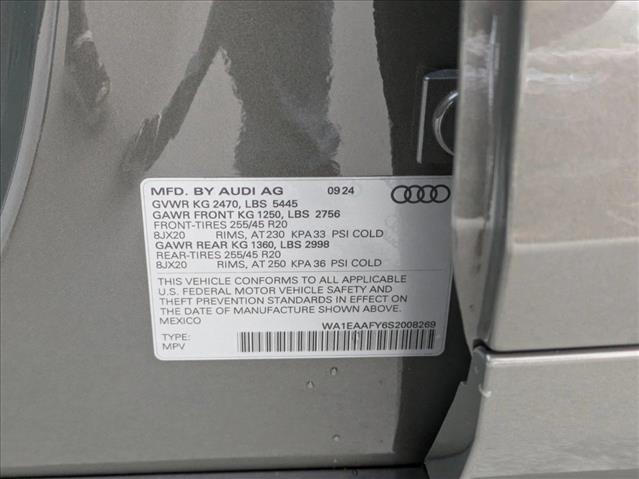 MFD. BY AUDI AG 09 24
GVWR KG 2470, LBS 5445
GAWR FRONT KG 1250, LBS 2756
FRONT-TIRES 255/45 R20
8JX20 RIMS, AT 230 KPA 33 PSI COLD
GAWR REAR KG 1360, LBS 2998
REAR-TIRES 255/45 R20
8JX20 RIMS, AT 250 KPA 36 PSI COLD
THIS VEHICLE CONFORMS TO ALL APPLICABLE
U.S. FEDERAL MOTOR VEHICLE SAFETY AND
THEFT PREVENTION STANDARDS IN EFFECT ON
THE DATE OF MANUFACTURE SHOWN ABOVE.
MEXICO
WA1EAAFY6S2008269
TYPE:
MPV